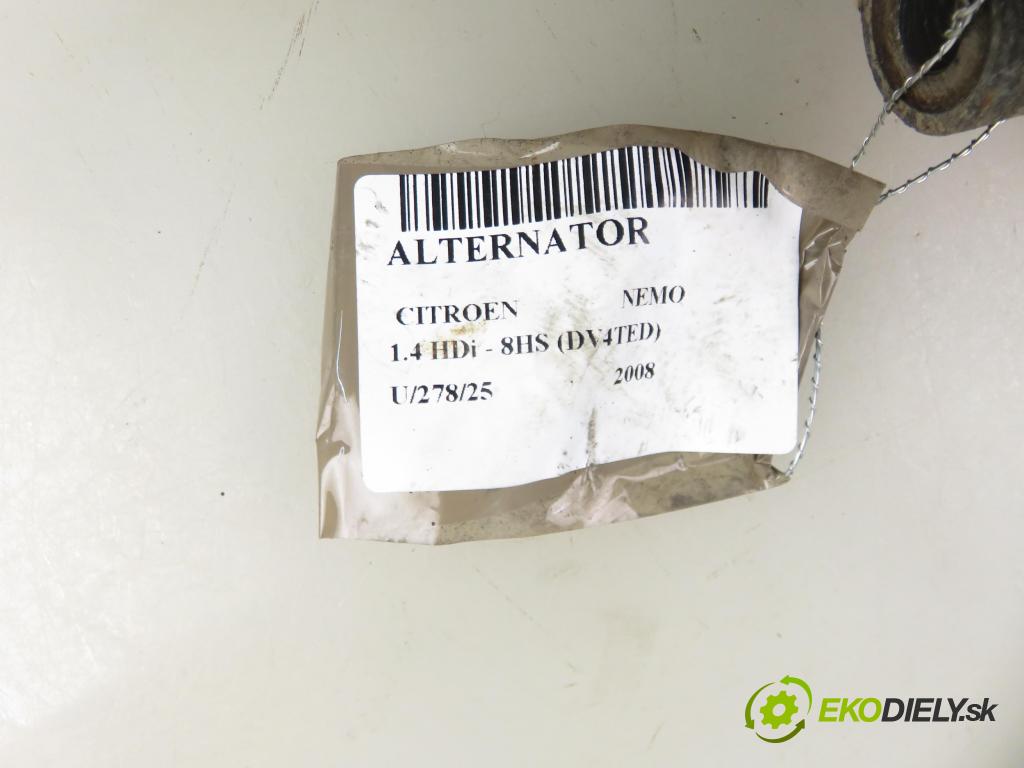 ALTERNATOR
CITROEN NEMO
1.4 HDi - 8HS (DV4TED)
U/278/25 2008
EKODIELY.sk